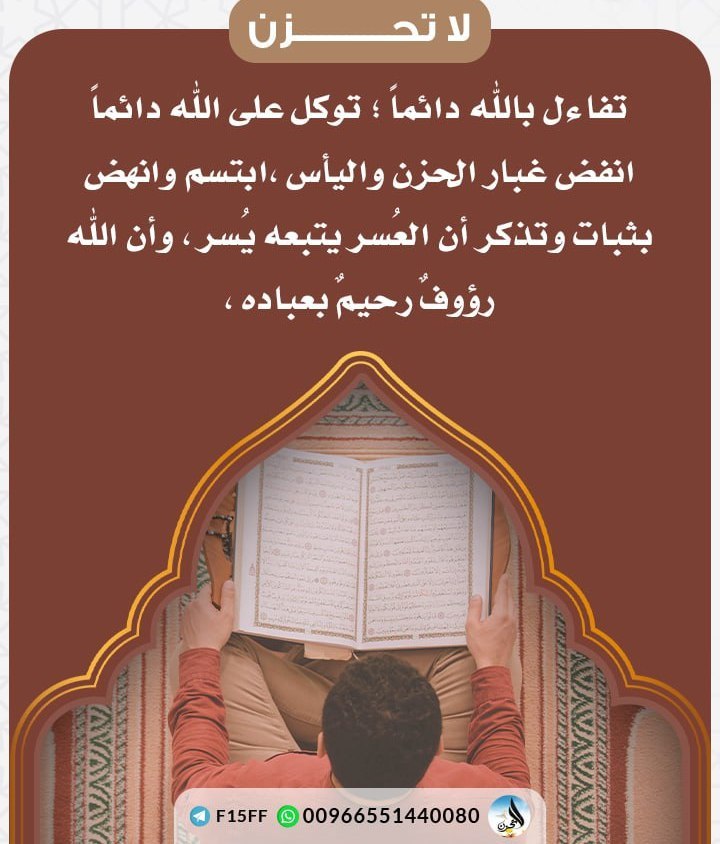 لا تحـــــــــزن
تفاءل بالله دائماً ؛ توكل على الله دائماً
انفض غبار الحزن واليأس ،ابتسم وانهض
بثبات وتذكر أن العُسر يتبعه يُسر ، وأن الله
رؤوفٌ رحيمٌ بعباده ،
F15FF 00966551440080